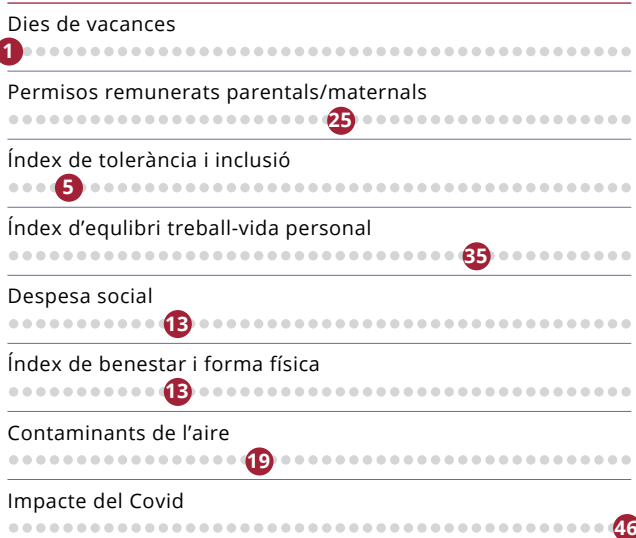 Dies de vacances
1
Permisos remunerats parentals/maternals
25
Índex de tolerància i inclusió
5
Índex d’equlibri treball-vida personal
35
Despesa social
13
Índex de benestar i forma física
13
Contaminants de l’aire
19
Impacte del Covid
46